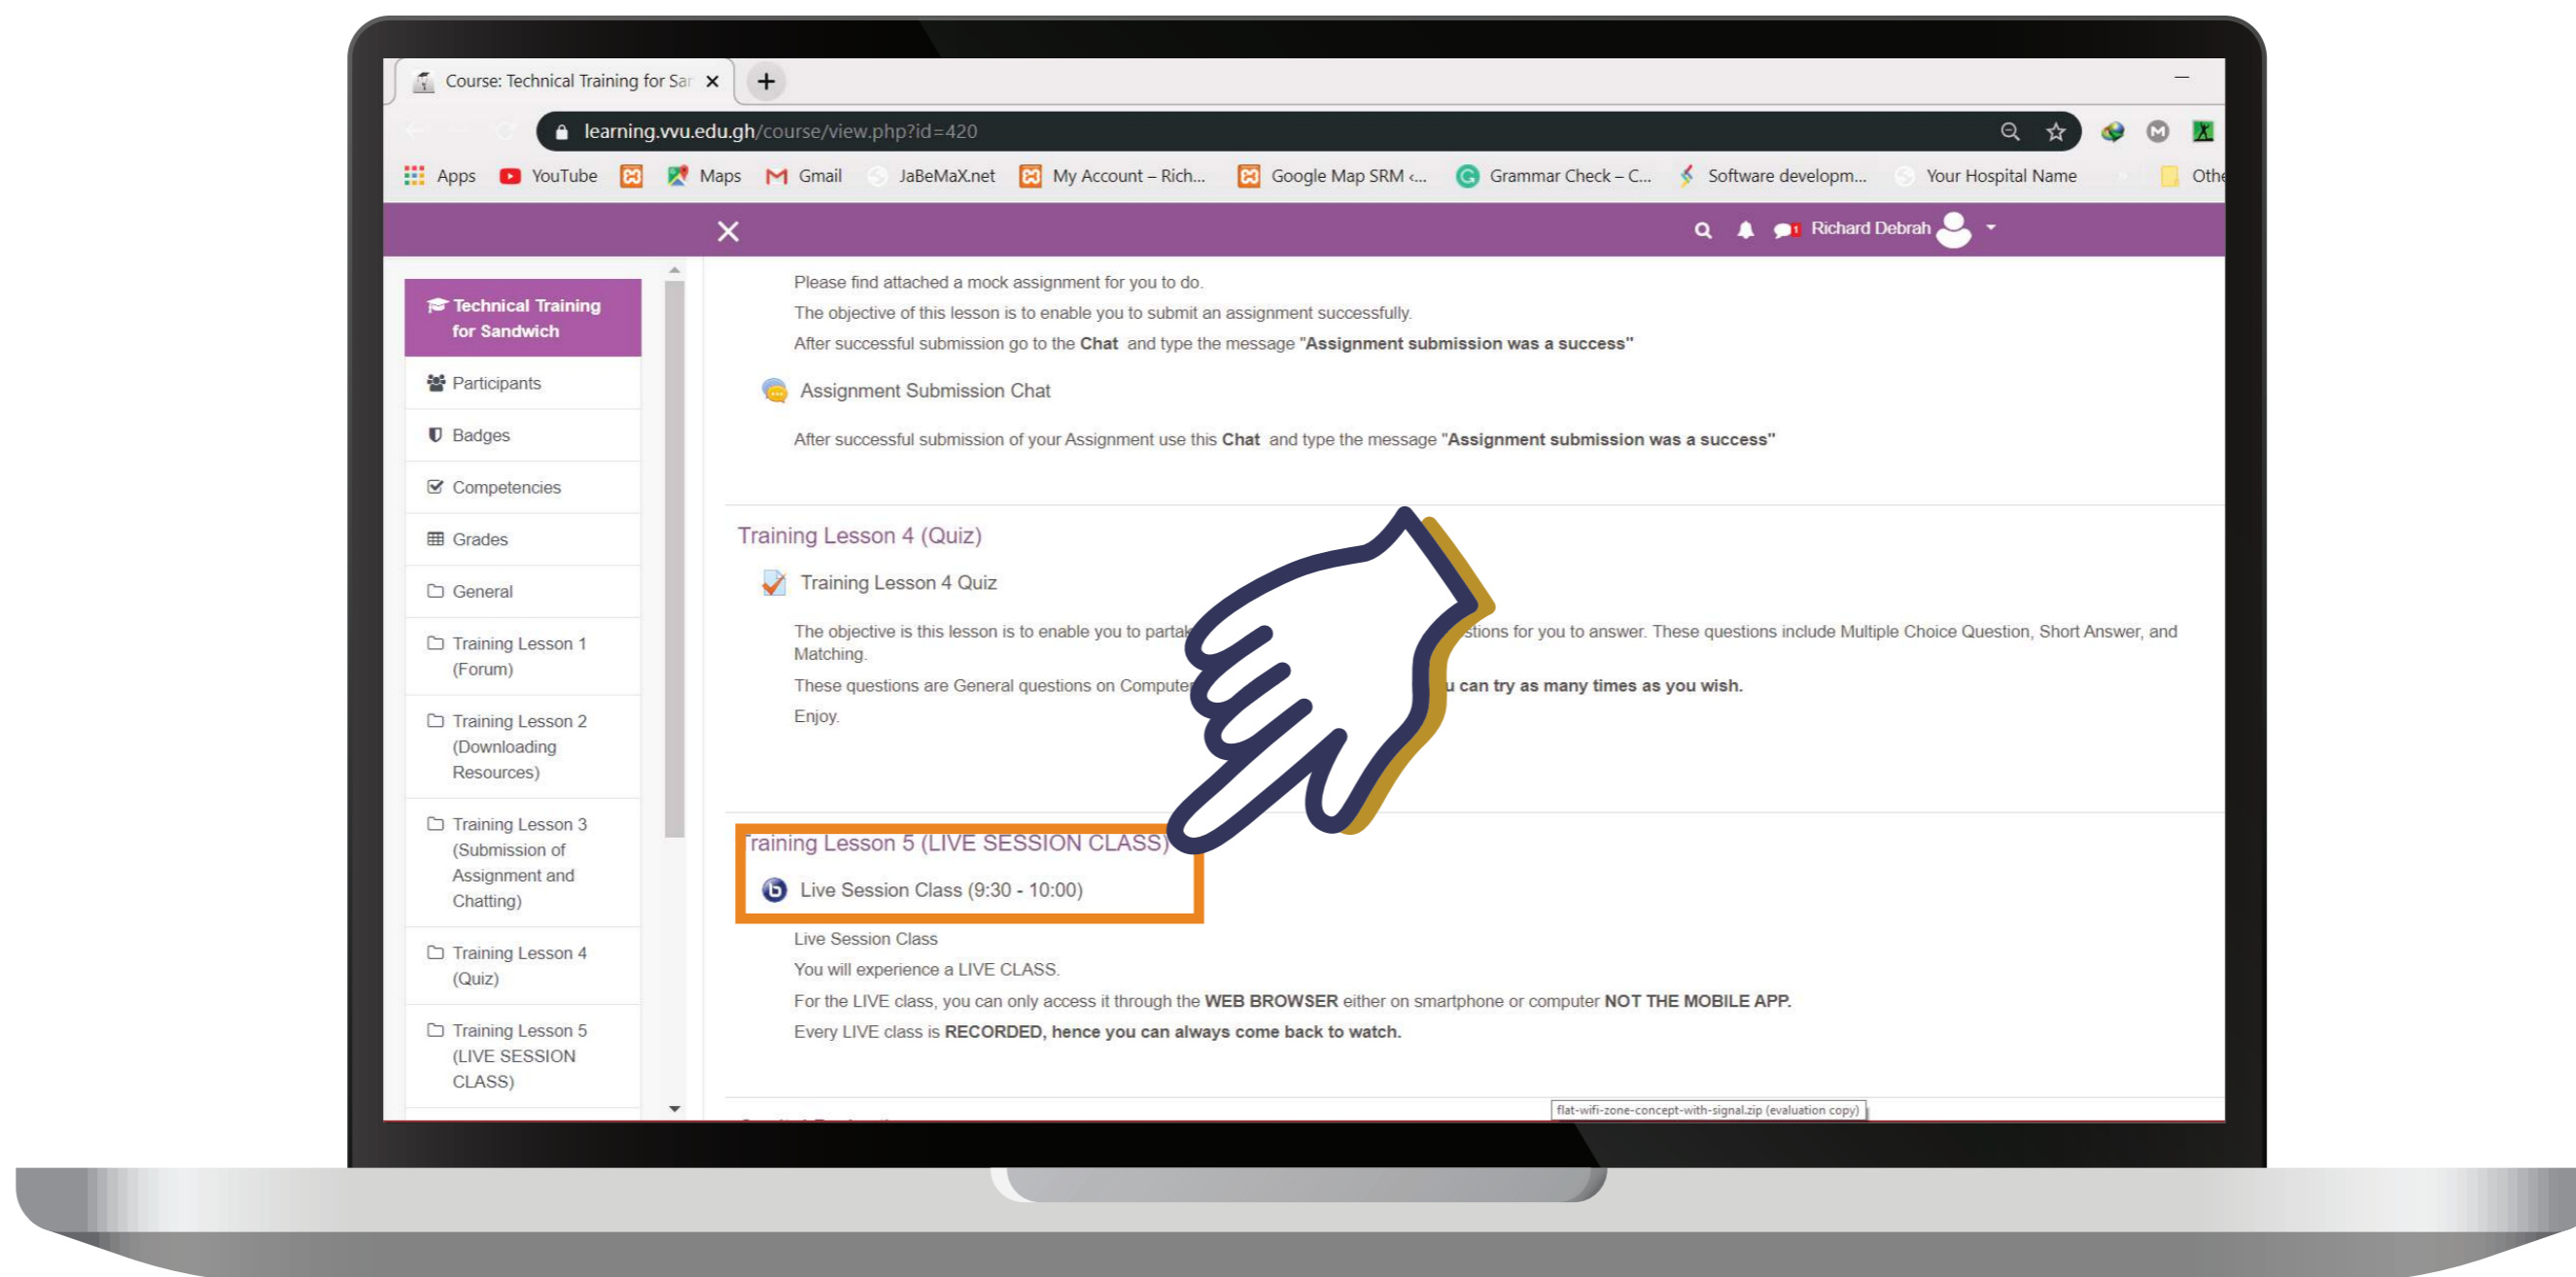 Course: Technical Training for Sar
learning.vvu.edu.gh/course/view.php?id=420
Apps YouTube Maps Gmail JaBeMaX.net My Account – Rich... Google Map SRM ‹... Grammar Check – C... Software developm... Your Hospital Name Othe
1 Richard Debrah
Technical Training
for Sandwich
Participants
Badges
Competencies
Grades
General
Training Lesson 1
(Forum)
Training Lesson 2
(Downloading
Resources)
Training Lesson 3
(Submission of
Assignment and
Chatting)
Training Lesson 4
(Quiz)
Training Lesson 5
(LIVE SESSION
CLASS)
Please find attached a mock assignment for you to do.
The objective of this lesson is to enable you to submit an assignment successfully.
After successful submission go to the Chat and type the message "Assignment submission was a success"
Assignment Submission Chat
After successful submission of your Assignment use this Chat and type the message "Assignment submission was a success"
Training Lesson 4 (Quiz)
Training Lesson 4 Quiz
The objective is this lesson is to enable you to partak stions for you to answer. These questions include Multiple Choice Question, Short Answer, and
Matching.
These questions are General questions on Compute u can try as many times as you wish.
Enjoy.
Training Lesson 5 (LIVE SESSION CLASS)
Live Session Class (9:30 - 10:00)
Live Session Class
You will experience a LIVE CLASS.
For the LIVE class, you can only access it through the WEB BROWSER either on smartphone or computer NOT THE MOBILE APP.
Every LIVE class is RECORDED, hence you can always come back to watch.
flat-wifi-zone-concept-with-signal.zip (evaluation copy)